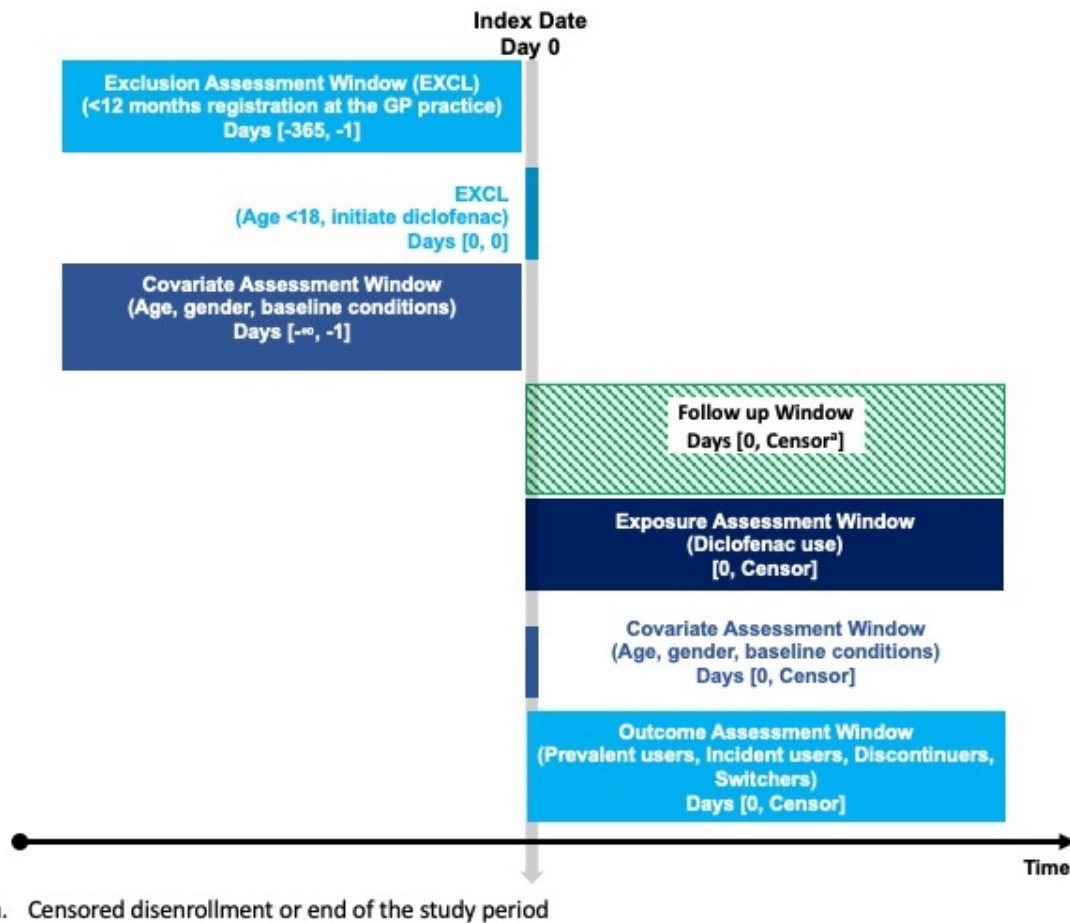 Index Date
Day 0
Exclusion Assessment Window (EXCL)
(<12 months registration at the GP practice)
Days [-365, -1]
EXCL
(Age <18, initiate diclofenac)
Days [0, 0]
Covariate Assessment Window
(Age, gender, baseline conditions)
Days [-∞, -1]
Follow up Window
Days [0, Censorᵃ]
Exposure Assessment Window
(Diclofenac use)
[0, Censor]
Covariate Assessment Window
(Age, gender, baseline conditions)
Days [0, Censor]
Outcome Assessment Window
(Prevalent users, Incident users, Discontinuers,
Switchers)
Days [0, Censor]
Time
Censored disenrollment or end of the study period